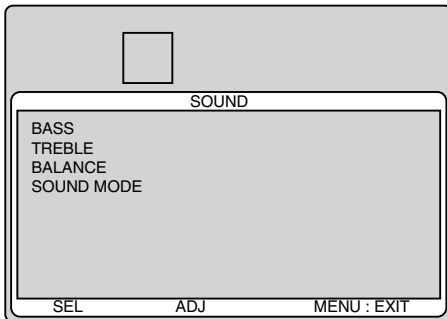 SOUND
BASS
TREBLE
BALANCE
SOUND MODE
SEL ADJ MENU : EXIT